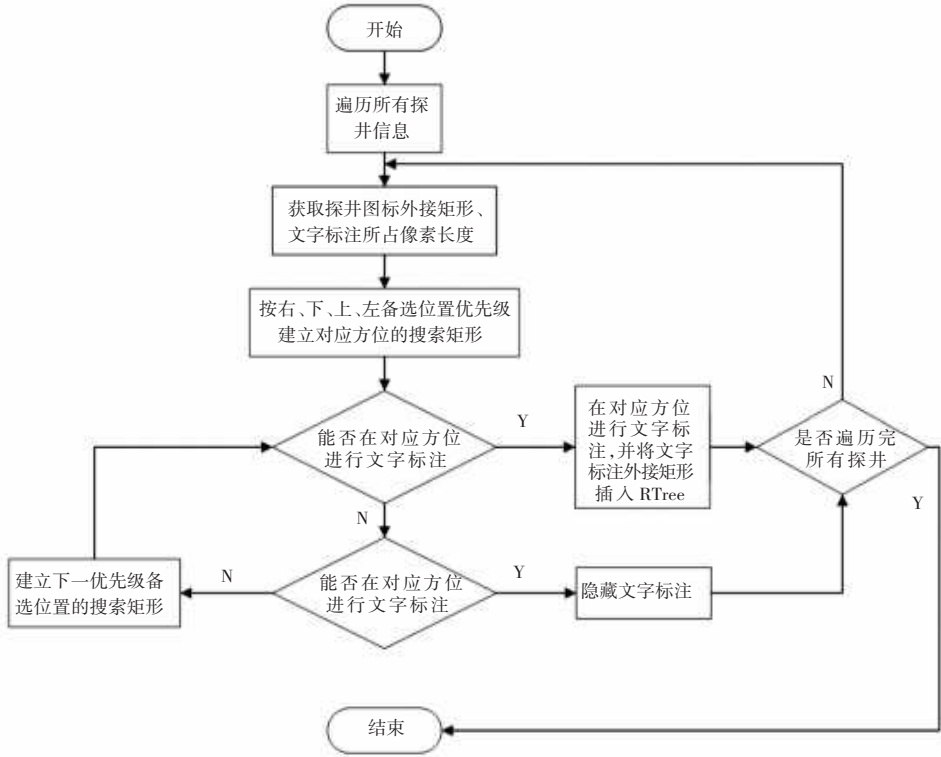 开始
遍历所有探
井信息
获取探井图标外接矩形、
文字标注所占像素长度
按右、下、上、左备选位置优先级
建立对应方位的搜索矩形
能否在对应方位
进行文字标注
Y
在对应方位
进行文字标
注,并将文字
标注外接矩形
插入 RTree
N
是否遍历完
所有探井
Y
N
建立下一优先级备
选位置的搜索矩形
N
能否在对应方位
进行文字标注
Y
隐藏文字标注
结束